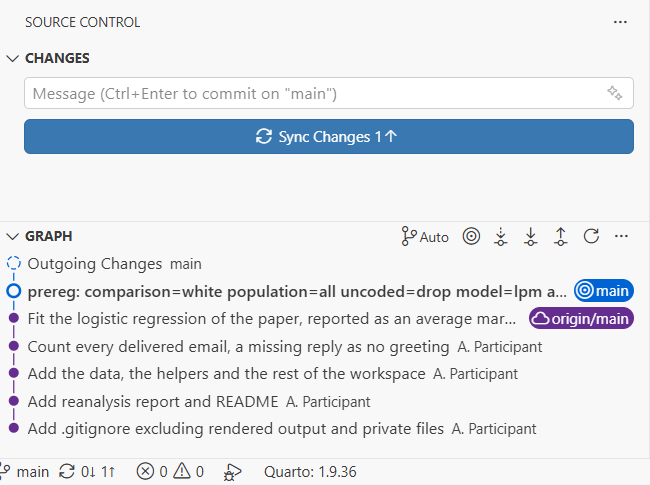 SOURCE CONTROL ...
CHANGES
Message (Ctrl+Enter to commit on "main")
Sync Changes 1↑
GRAPH Auto ...
Outgoing Changes main
prereg: comparison=white population=all uncoded=drop model=lpm a... main
Fit the logistic regression of the paper, reported as an average mar... origin/main
Count every delivered email, a missing reply as no greeting A. Participant
Add the data, the helpers and the rest of the workspace A. Participant
Add reanalysis report and README A. Participant
Add .gitignore excluding rendered output and private files A. Participant
main 0↓ 1↑ 0 0 Quarto: 1.9.36